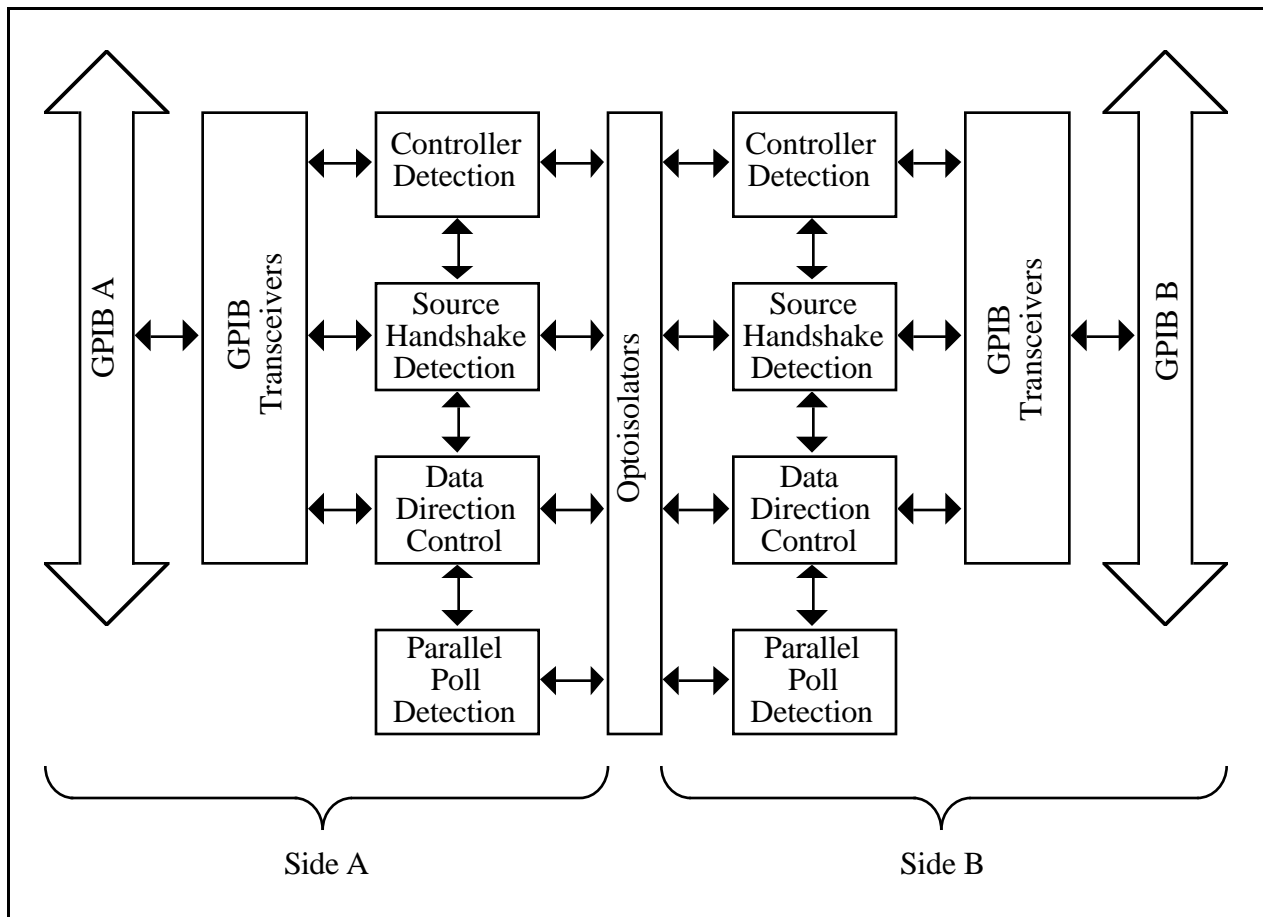 GPIB A
GPIB
Transceivers
Controller
Detection
Source
Handshake
Detection
Data
Direction
Control
Parallel
Poll
Detection
Optoisolators
Controller
Detection
Source
Handshake
Detection
Data
Direction
Control
Parallel
Poll
Detection
GPIB
Transceivers
GPIB B
Side A
Side B